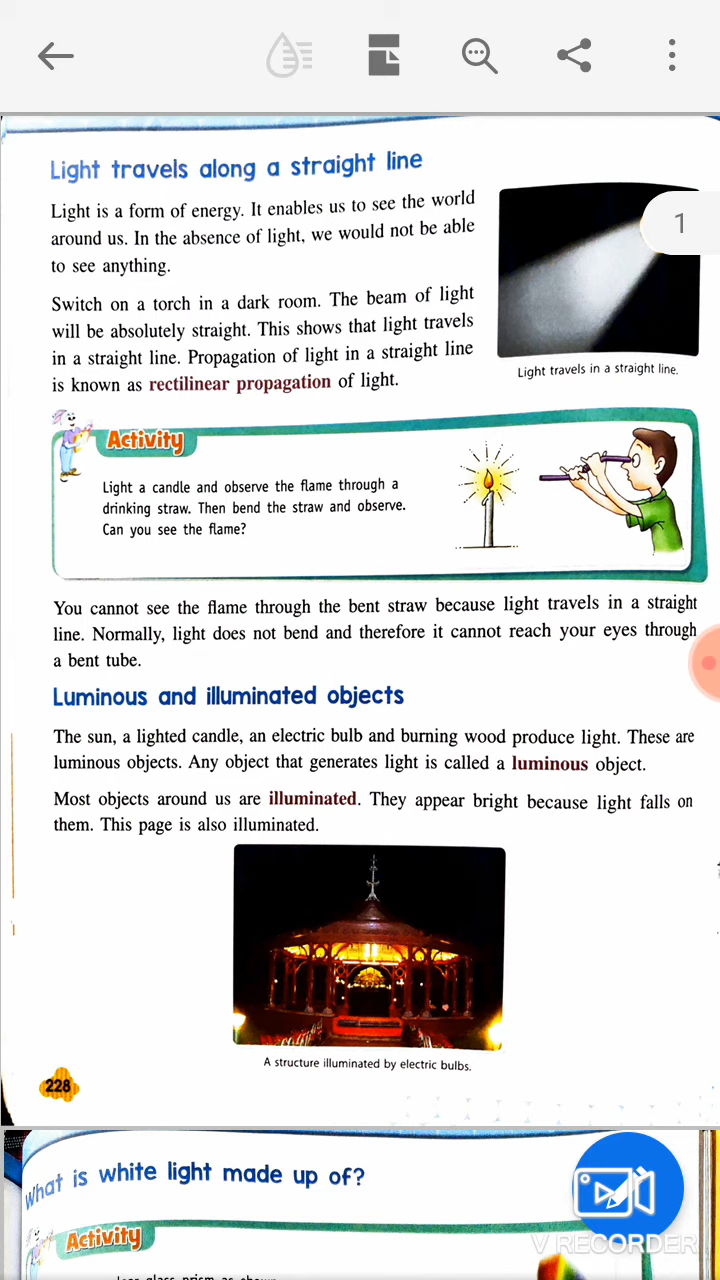 1
Light travels along a straight line
Light is a form of energy. It enables us to see the world
around us. In the absence of light, we would not be able
to see anything.
Switch on a torch in a dark room. The beam of light
will be absolutely straight. This shows that light travels
in a straight line. Propagation of light in a straight line
is known as rectilinear propagation of light.
Light travels in a straight line.
Activity
Light a candle and observe the flame through a
drinking straw. Then bend the straw and observe.
Can you see the flame?
You cannot see the flame through the bent straw because light travels in a straight
line. Normally, light does not bend and therefore it cannot reach your eyes through
a bent tube.
Luminous and illuminated objects
The sun, a lighted candle, an electric bulb and burning wood produce light. These are
luminous objects. Any object that generates light is called a luminous object.
Most objects around us are illuminated. They appear bright because light falls on
them. This page is also illuminated.
A structure illuminated by electric bulbs.
228
What is white light made up of?
Activity
glass prism as shown
V RECORDER